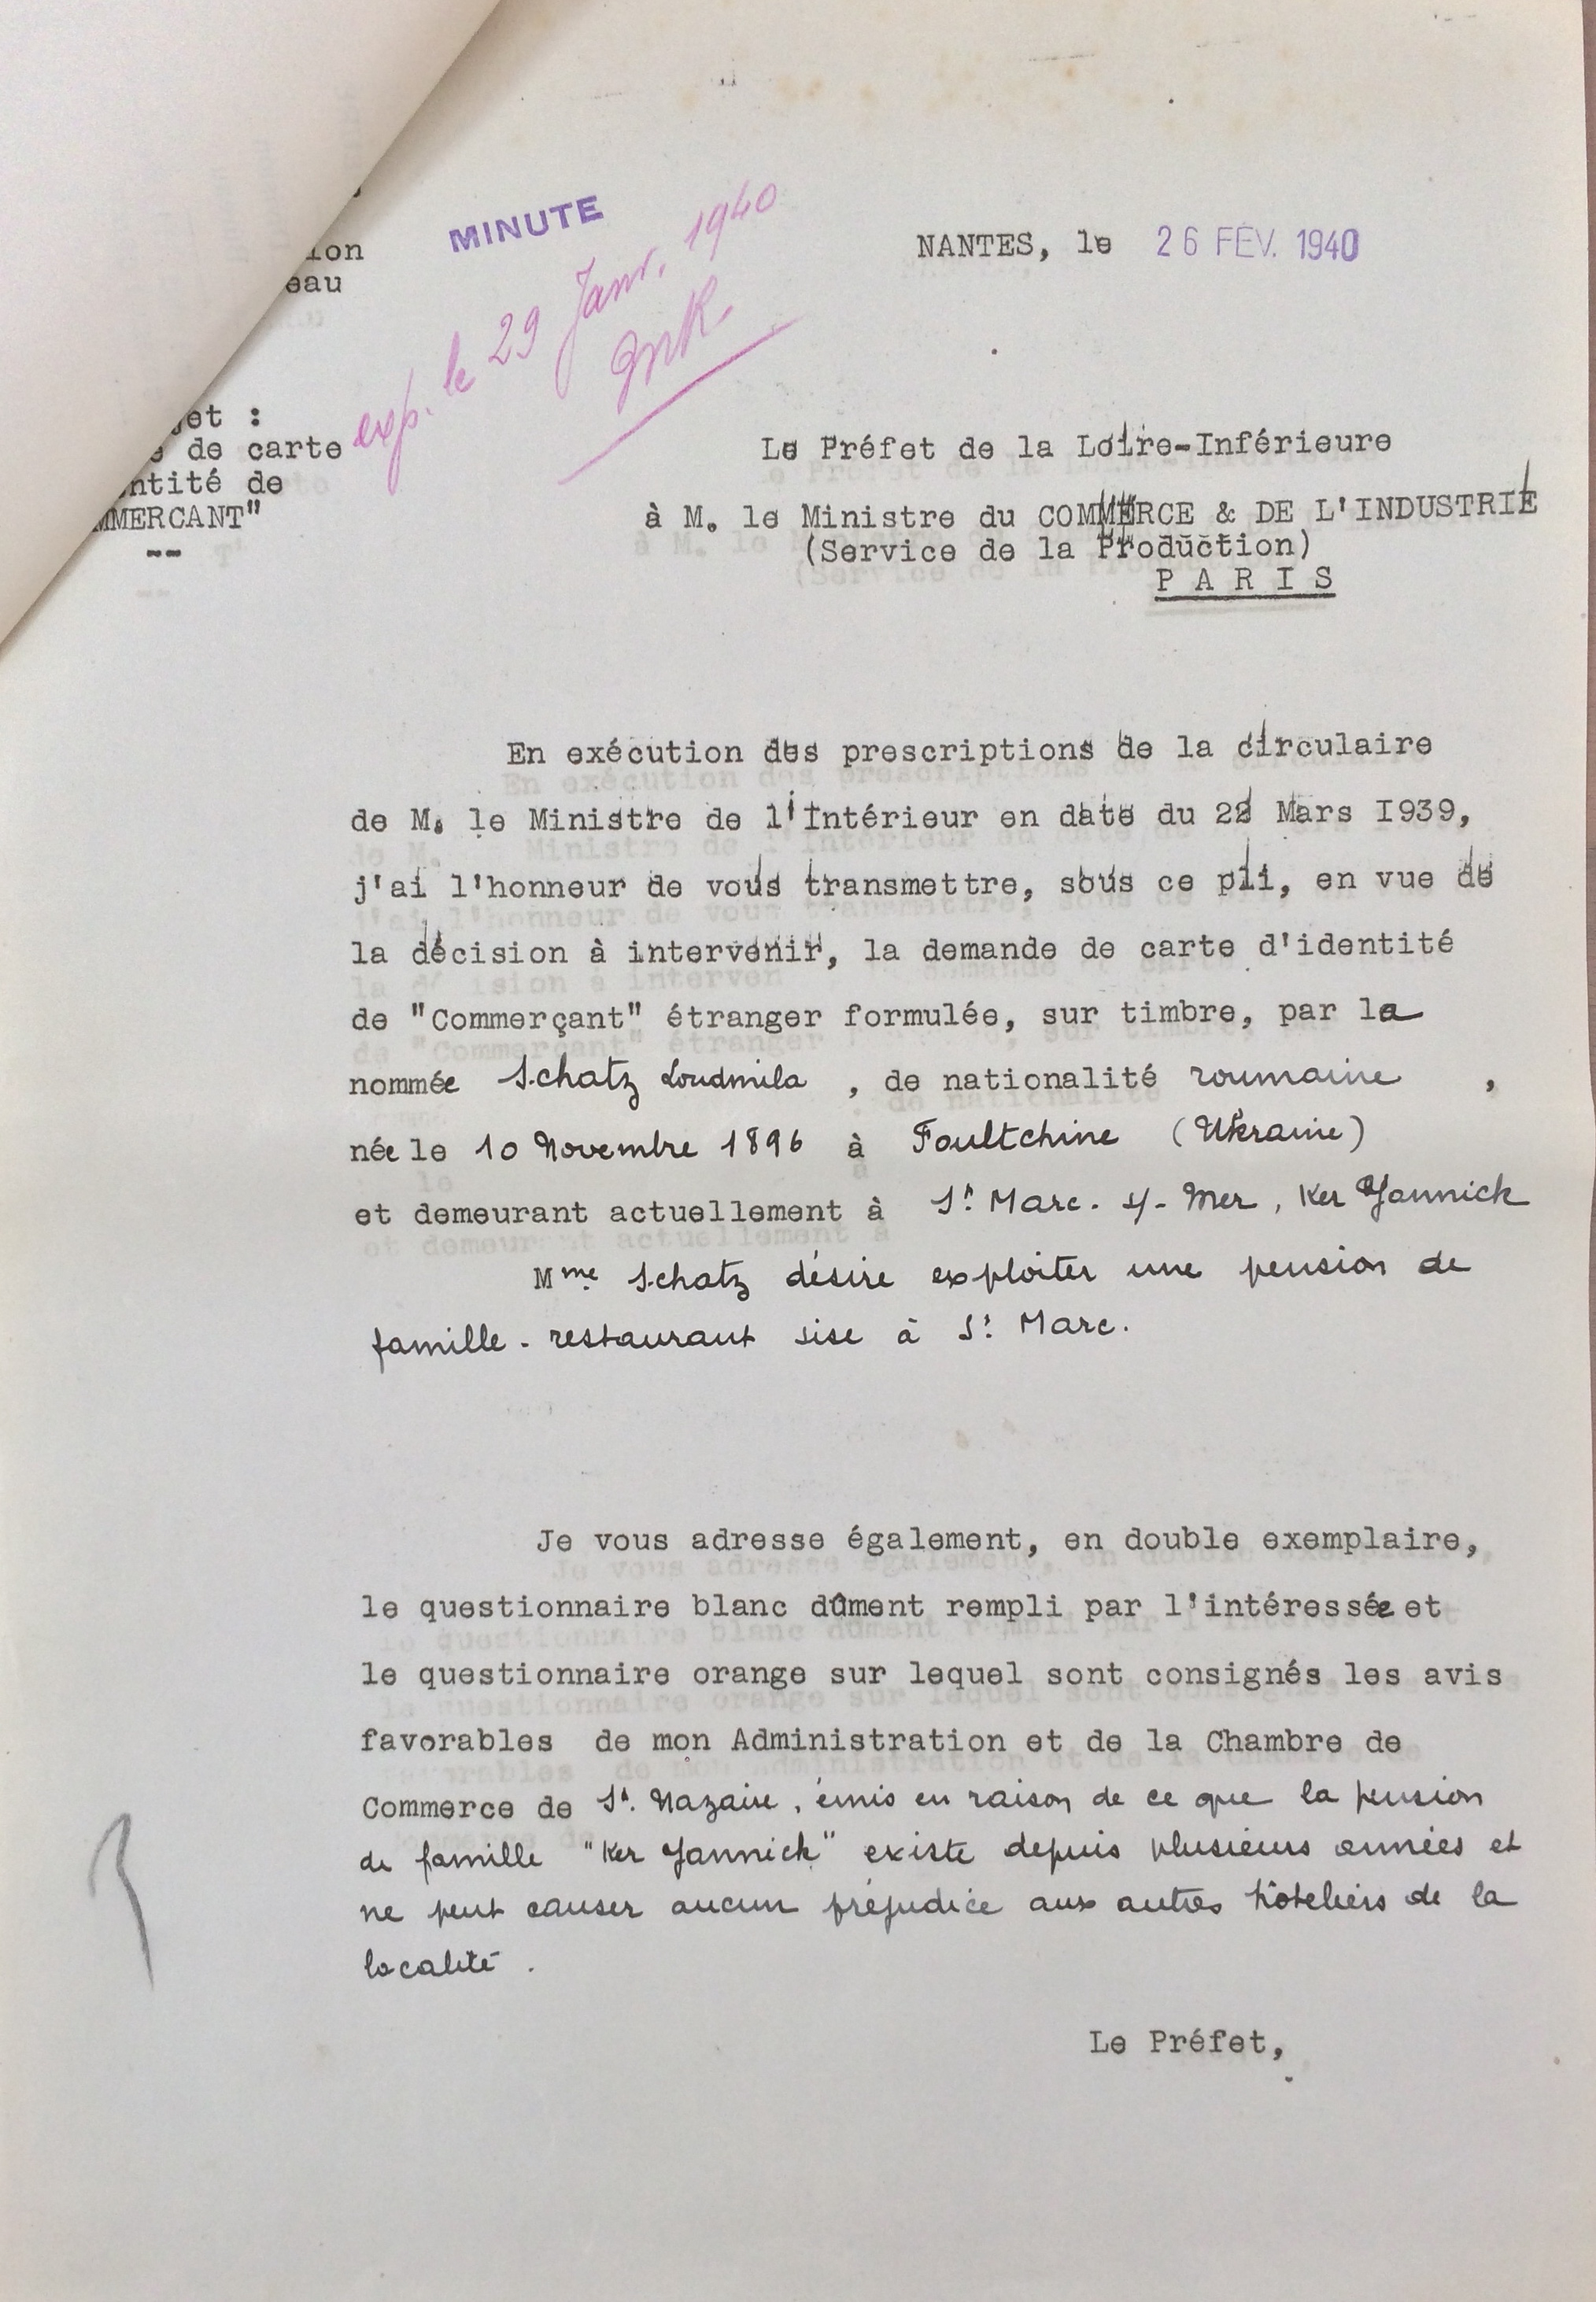 MINUTE
exp. le 29 Janv. 1940
NANTES, le 26 FÉV. 1940
ion
eau
jet :
de carte
ntité de
MMERCANT"
--
Le Préfet de la Loire-Inférieure
à M. le Ministre du COMMERCE & DE L'INDUSTRIE
(Service de la Production)
P A R I S
En exécution des prescriptions de la circulaire
de M. le Ministre de l'Intérieur en date du 22 Mars I939,
j'ai l'honneur de vous transmettre, sous ce pli, en vue de
la décision à intervenir, la demande de carte d'identité
de "Commerçant" étranger formulée, sur timbre, par la
nommée Schatz Loudmila , de nationalité roumaine ,
née le 10 Novembre 1896 à Foultchine (Ukraine)
et demeurant actuellement à St Marc. s/- Mer, Ker Yannick
Mme Schatz désire exploiter une pension de
famille - restaurant sise à St Marc.
Je vous adresse également, en double exemplaire,
le questionnaire blanc dûment rempli par l'intéressée et
le questionnaire orange sur lequel sont consignés les avis
favorables de mon Administration et de la Chambre de
Commerce de St. Nazaire, émis en raison de ce que la pension
de famille "Ker Yannick" existe depuis plusieurs années et
ne peut causer aucun préjudice aux autres hôteliers de la
localité.
Le Préfet,